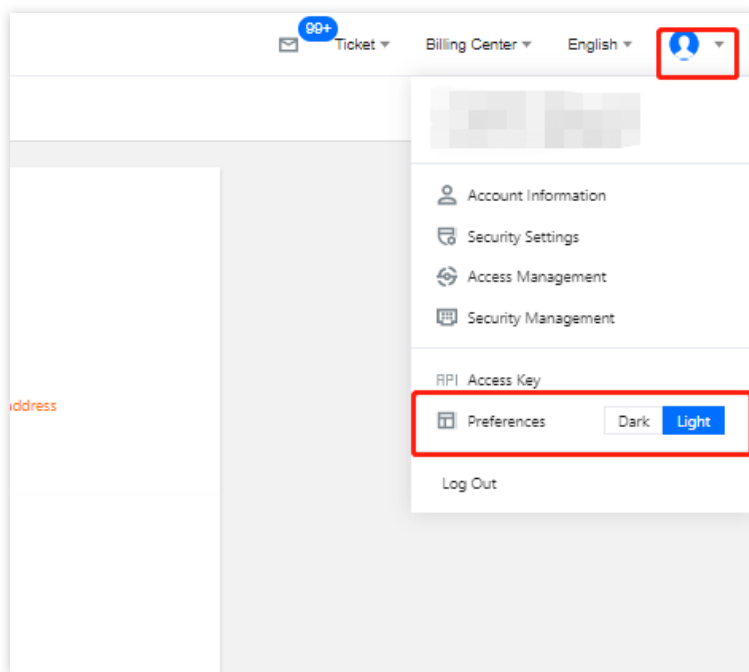 99+
Ticket Billing Center English
Account Information
Security Settings
Access Management
Security Management
API Access Key
address
Preferences Dark Light
Log Out